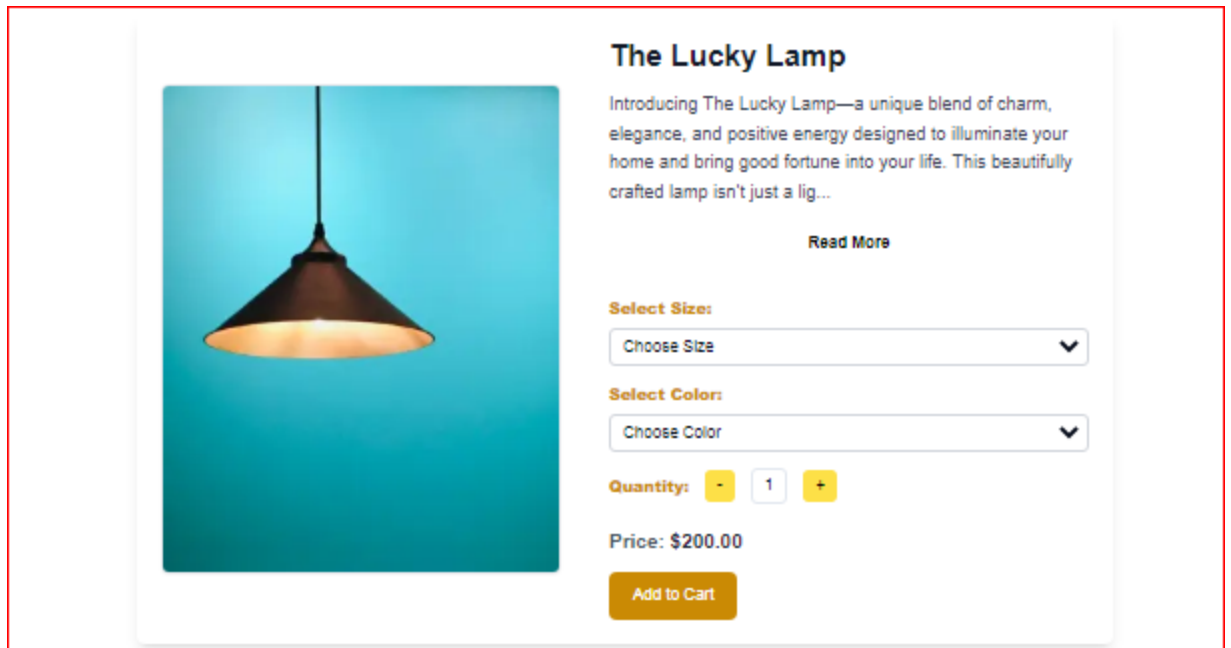 The Lucky Lamp
Introducing The Lucky Lamp—a unique blend of charm,
elegance, and positive energy designed to illuminate your
home and bring good fortune into your life. This beautifully
crafted lamp isn't just a lig...
Read More
Select Size:
Choose Size
Select Color:
Choose Color
Quantity: - 1 +
Price: $200.00
Add to Cart